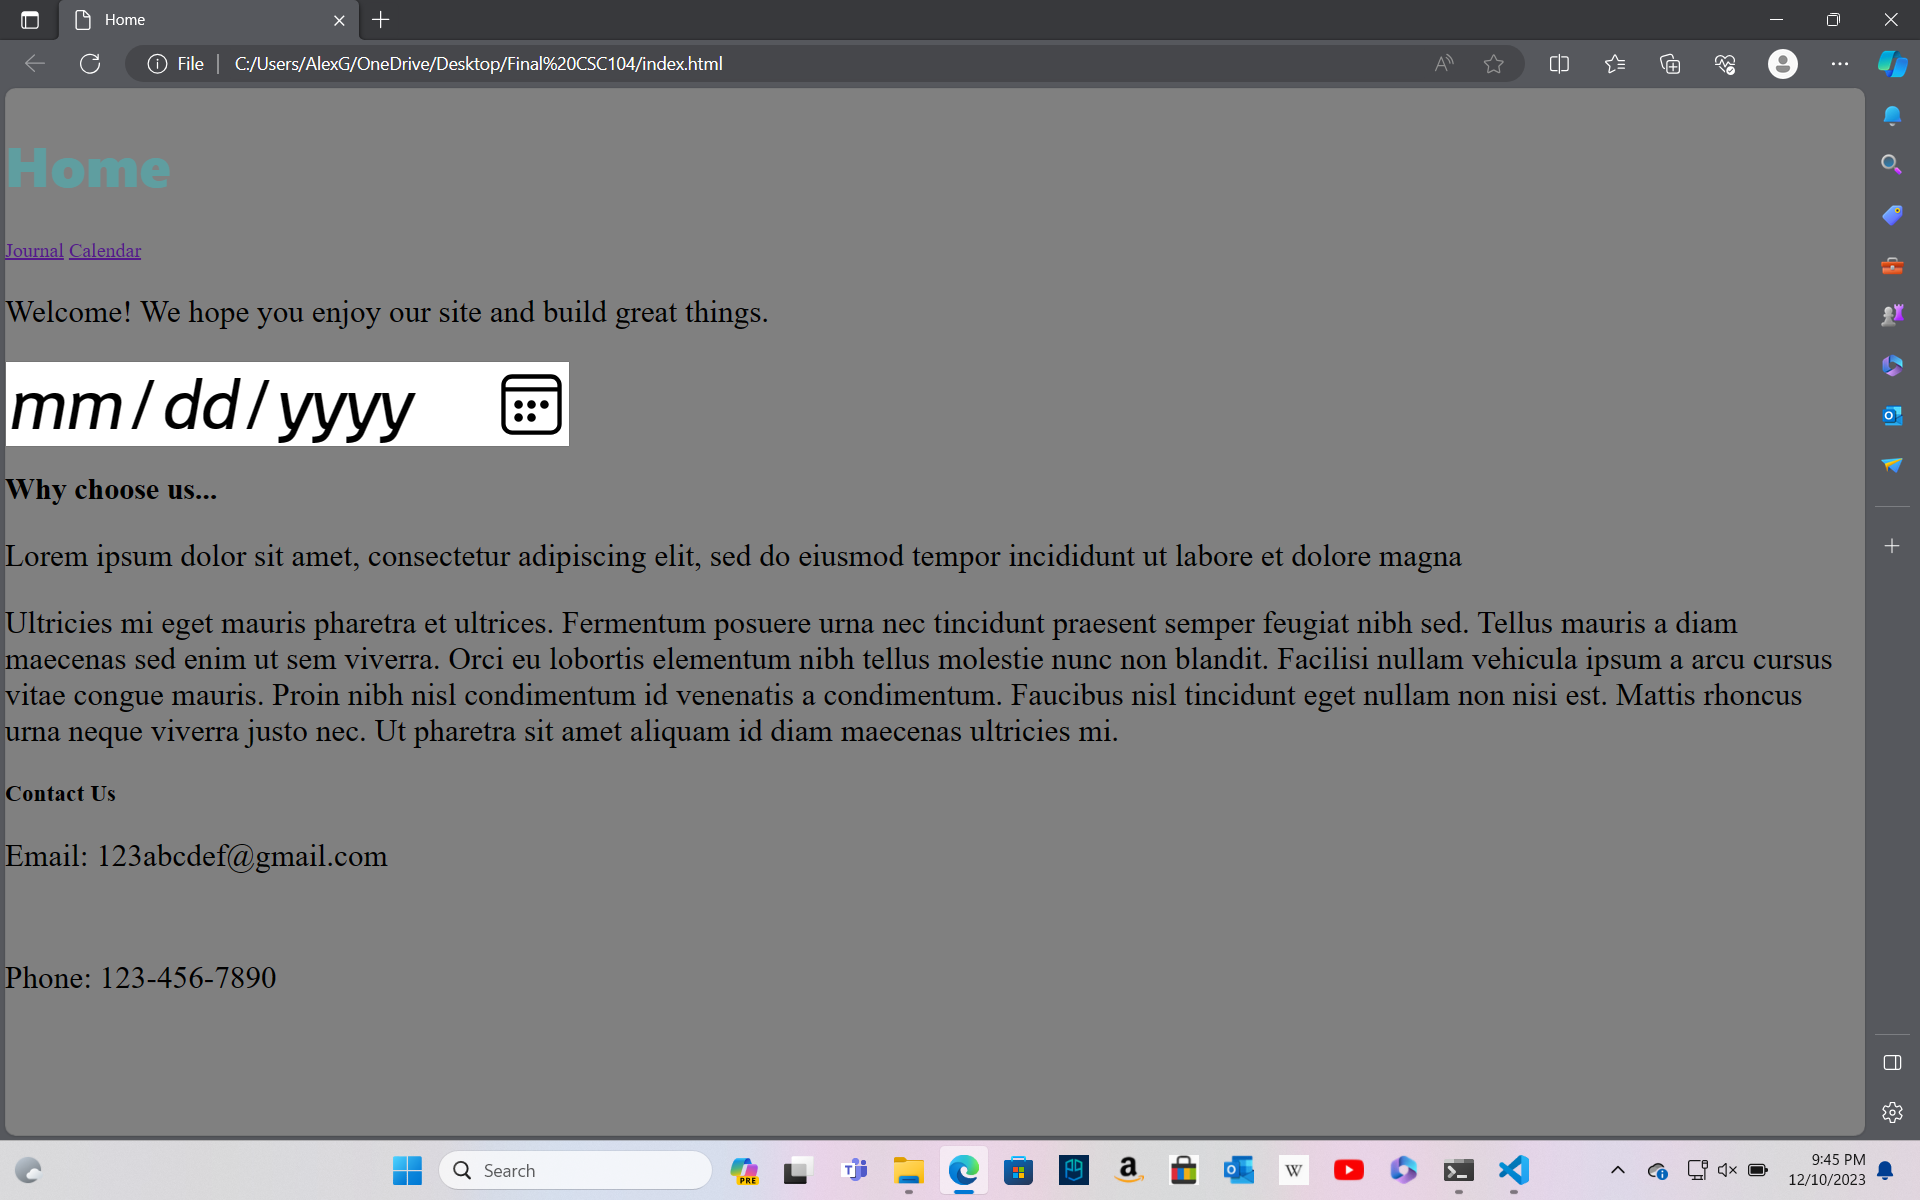 Home
File
C:/Users/AlexG/OneDrive/Desktop/Final%20CSC104/index.html
Home
Journal Calendar
Welcome! We hope you enjoy our site and build great things.
mm/dd/yyyy
Why choose us...
Lorem ipsum dolor sit amet, consectetur adipiscing elit, sed do eiusmod tempor incididunt ut labore et dolore magna
Ultricies mi eget mauris pharetra et ultrices. Fermentum posuere urna nec tincidunt praesent semper feugiat nibh sed. Tellus mauris a diam
maecenas sed enim ut sem viverra. Orci eu lobortis elementum nibh tellus molestie nunc non blandit. Facilisi nullam vehicula ipsum a arcu cursus
vitae congue mauris. Proin nibh nisl condimentum id venenatis a condimentum. Faucibus nisl tincidunt eget nullam non nisi est. Mattis rhoncus
urna neque viverra justo nec. Ut pharetra sit amet aliquam id diam maecenas ultricies mi.
Contact Us
Email: 123abcdef@gmail.com
Phone: 123-456-7890
Search
PRE
9:45 PM
12/10/2023